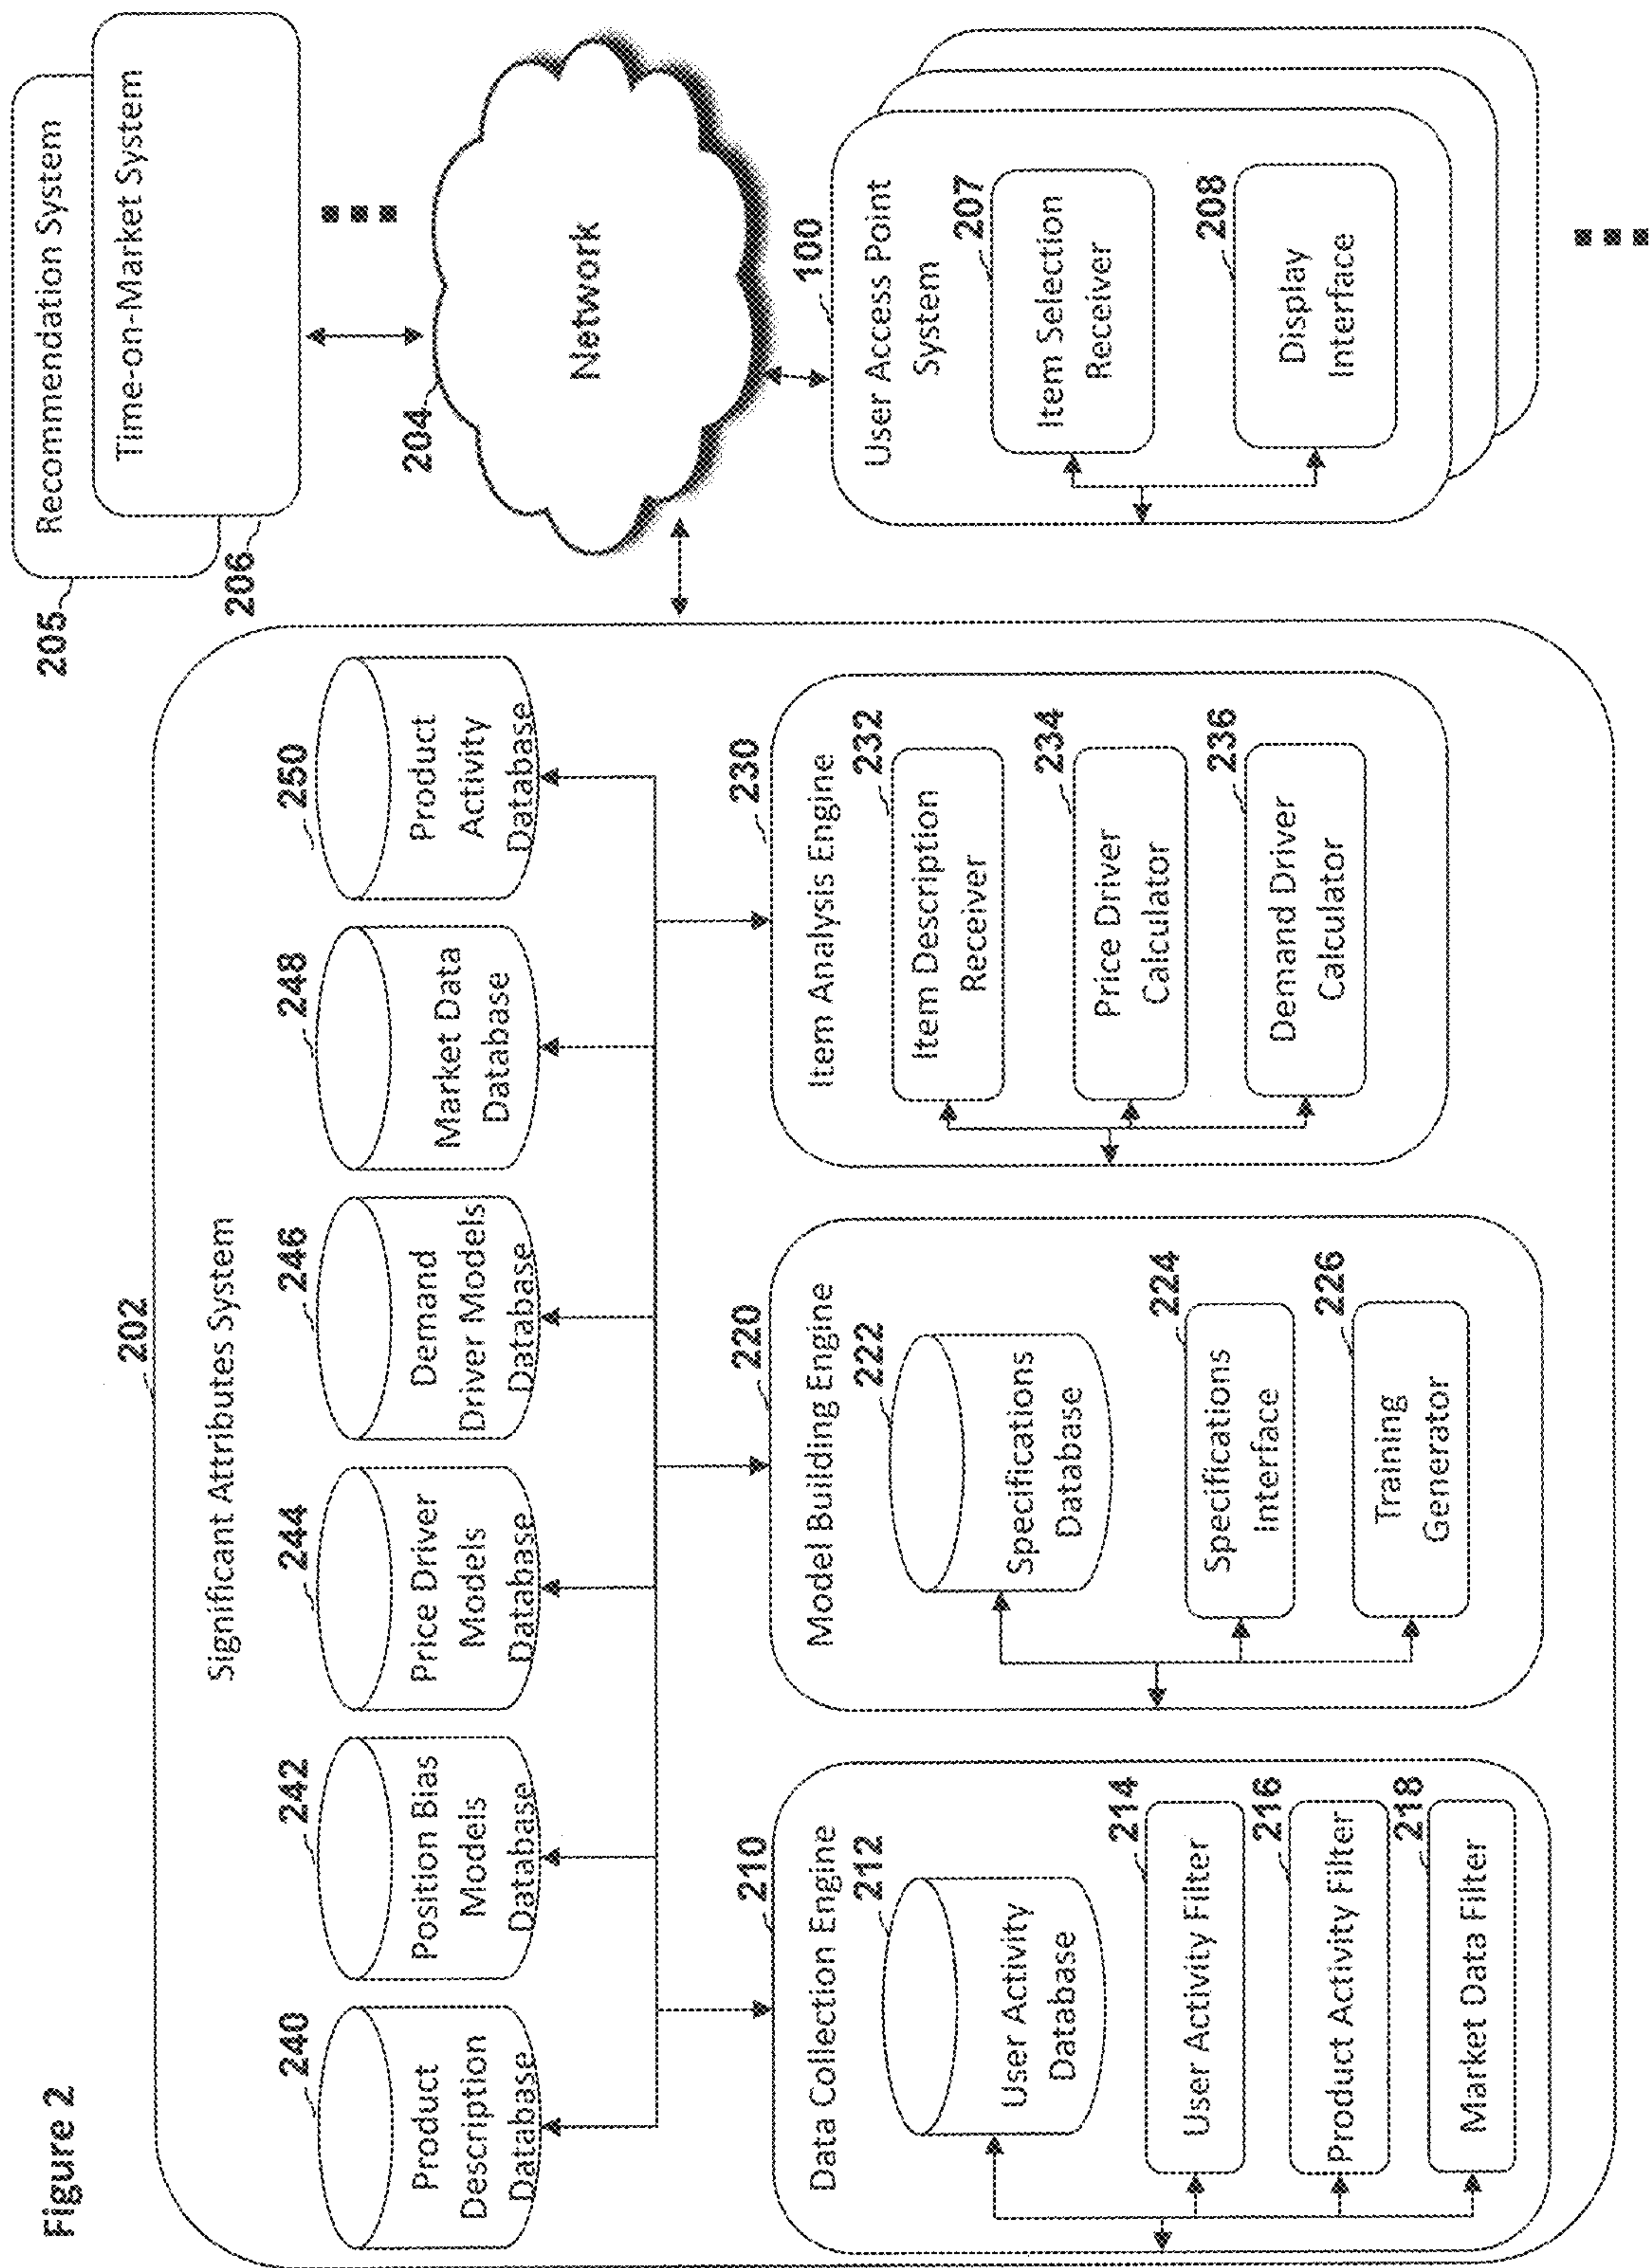 Figure 2
202
Significant Attributes System
240
Product
Description
Database
242
Position Bias
Models
Database
244
Price Driver
Models
Database
246
Demand
Driver Models
Database
248
Market Data
Database
250
Product
Activity
Database
210
Data Collection Engine
212
User Activity
Database
214
User Activity Filter
216
Product Activity Filter
218
Market Data Filter
220
Model Building Engine
222
Specifications
Database
224
Specifications
Interface
226
Training
Generator
230
Item Analysis Engine
232
Item Description
Receiver
234
Price Driver
Calculator
236
Demand Driver
Calculator
205
Recommendation System
206
Time-on-Market System
204
Network
100
User Access Point
System
207
Item Selection
Receiver
208
Display
Interface